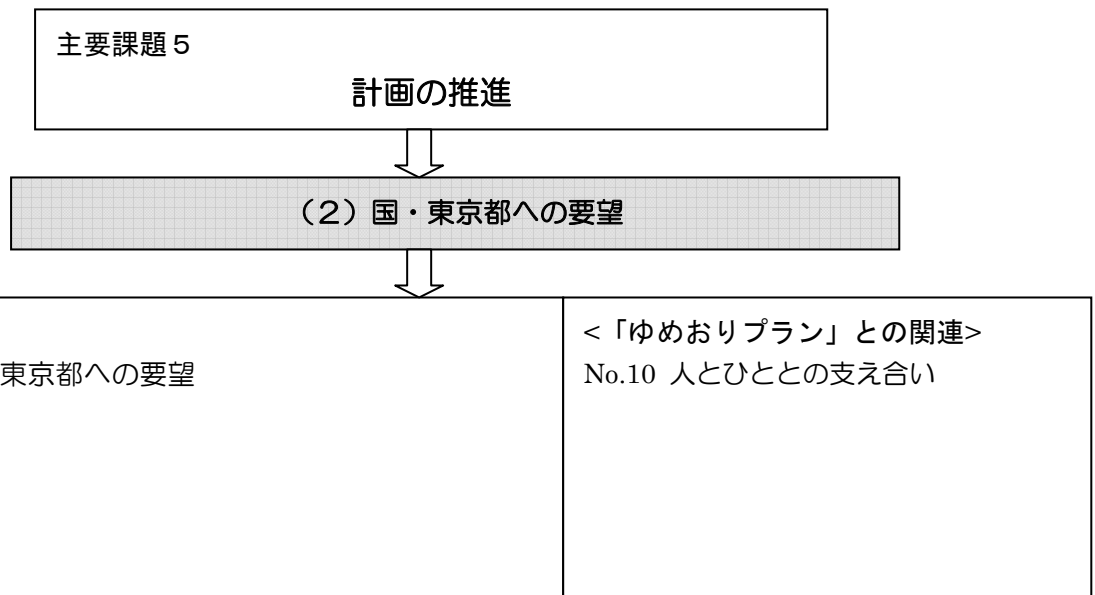 主要課題５
計画の推進
（２）国・東京都への要望
東京都への要望
<「ゆめおりプラン」との関連>
No.10 人とひととの支え合い